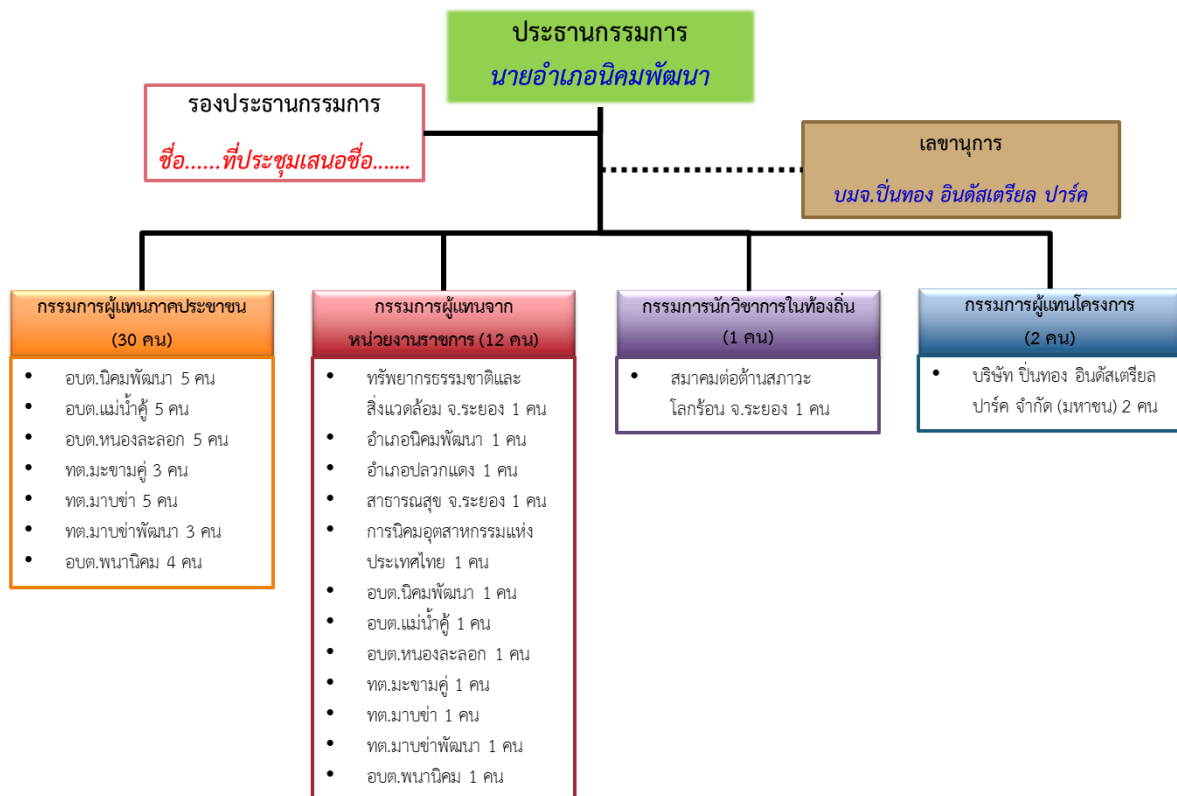 ประธานกรรมการ
นายอำเภอนิคมพัฒนา
รองประธานกรรมการ
ชื่อ......ที่ประชุมเสนอชื่อ.......
เลขานุการ
บมจ.ปิ่นทอง อินดัสเตรียล ปาร์ค
กรรมการผู้แทนภาคประชาชน
(30 คน)
• อบต.นิคมพัฒนา 5 คน
• อบต.แม่น้ำคู้ 5 คน
• อบต.หนองละลอก 5 คน
• ทต.มะขามคู่ 3 คน
• ทต.มาบข่า 5 คน
• ทต.มาบข่าพัฒนา 3 คน
• อบต.พนานิคม 4 คน
กรรมการผู้แทนจาก
หน่วยงานราชการ (12 คน)
• ทรัพยากรธรรมชาติและ
สิ่งแวดล้อม จ.ระยอง 1 คน
• อำเภอนิคมพัฒนา 1 คน
• อำเภอปลวกแดง 1 คน
• สาธารณสุข จ.ระยอง 1 คน
• การนิคมอุตสาหกรรมแห่ง
ประเทศไทย 1 คน
• อบต.นิคมพัฒนา 1 คน
• อบต.แม่น้ำคู้ 1 คน
• อบต.หนองละลอก 1 คน
• ทต.มะขามคู่ 1 คน
• ทต.มาบข่า 1 คน
• ทต.มาบข่าพัฒนา 1 คน
• อบต.พนานิคม 1 คน
กรรมการนักวิชาการในท้องถิ่น
(1 คน)
• สมาคมต่อต้านสภาวะ
โลกร้อน จ.ระยอง 1 คน
กรรมการผู้แทนโครงการ
(2 คน)
• บริษัท ปิ่นทอง อินดัสเตรียล
ปาร์ค จำกัด (มหาชน) 2 คน